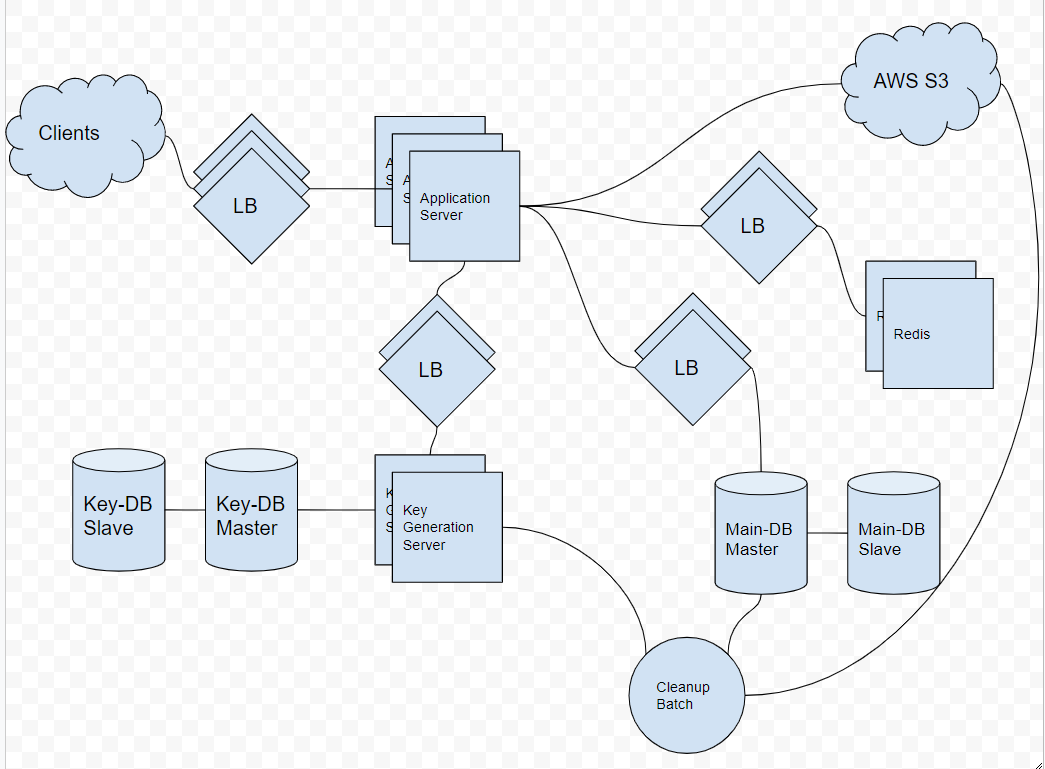 Clients
AWS S3
LB
A
S
A
S
Application
Server
LB
R
Redis
LB
LB
Key-DB
Slave
Key-DB
Master
K
G
S
Key
Generation
Server
Main-DB
Master
Main-DB
Slave
Cleanup
Batch